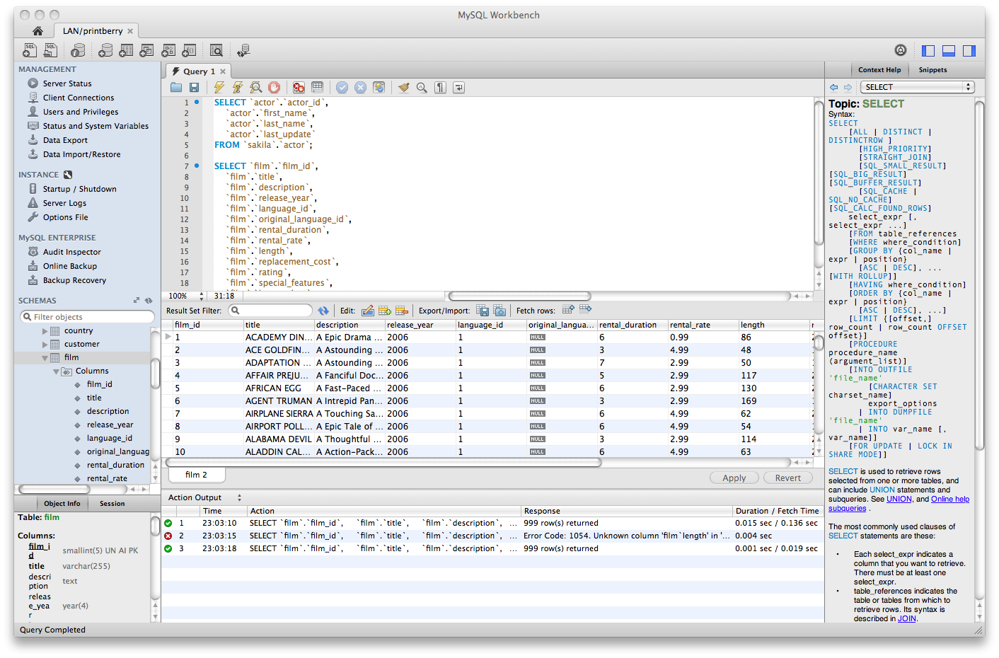 MySQL Workbench
LAN/printberry
MANAGEMENT
Server Status
Client Connections
Users and Privileges
Status and System Variables
Data Export
Data Import/Restore
INSTANCE
Startup / Shutdown
Server Logs
Options File
MySQL ENTERPRISE
Audit Inspector
Online Backup
Backup Recovery
SCHEMAS
Filter objects
country
customer
film
Columns
film_id
title
description
release_year
language_id
original_languag
rental_duration
rental_rate
Object Info Session
Table: film
Columns:
film_i
d smallint(5) UN AI PK
title varchar(255)
descri
ption text
releas
e_yea
r year(4)
Query Completed
Query 1
1 SELECT `actor`.`actor_id`,
2 `actor`.`first_name`,
3 `actor`.`last_name`,
4 `actor`.`last_update`
5 FROM `sakila`.`actor`;
6
7 SELECT `film`.`film_id`,
8 `film`.`title`,
9 `film`.`description`,
10 `film`.`release_year`,
11 `film`.`language_id`,
12 `film`.`original_language_id`,
13 `film`.`rental_duration`,
14 `film`.`rental_rate`,
15 `film`.`length`,
16 `film`.`replacement_cost`,
17 `film`.`rating`,
18 `film`.`special_features`,
100% 31:18
Result Set Filter: Edit: Export/Import: Fetch rows:
film_id title description release_year language_id original_langua... rental_duration rental_rate length
1 ACADEMY DIN... A Epic Drama ... 2006 1 NULL 6 0.99 86
2 ACE GOLDFIN... A Astounding ... 2006 1 NULL 3 4.99 48
3 ADAPTATION ... A Astounding ... 2006 1 NULL 7 2.99 50
4 AFFAIR PREJU... A Fanciful Doc... 2006 1 NULL 5 2.99 117
5 AFRICAN EGG A Fast-Paced ... 2006 1 NULL 6 2.99 130
6 AGENT TRUMAN A Intrepid Pan... 2006 1 NULL 3 2.99 169
7 AIRPLANE SIERRA A Touching Sa... 2006 1 NULL 6 4.99 62
8 AIRPORT POLL... A Epic Tale of ... 2006 1 NULL 6 4.99 54
9 ALABAMA DEVIL A Thoughtful ... 2006 1 NULL 3 2.99 114
10 ALADDIN CAL... A Action-Pack... 2006 1 NULL 6 4.99 63
film 2 Apply Revert
Action Output
Time Action Response Duration / Fetch Time
1 23:03:10 SELECT `film`.`film_id`, `film`.`title`, `film`.`description`, ... 999 row(s) returned 0.015 sec / 0.136 sec
2 23:03:15 SELECT `film`.`film_id`, `film`.`title`, `film`.`description`, ... Error Code: 1054. Unknown column 'film`length' in '... 0.004 sec
3 23:03:18 SELECT `film`.`film_id`, `film`.`title`, `film`.`description`, ... 999 row(s) returned 0.001 sec / 0.019 sec
Context Help Snippets
SELECT
Topic: SELECT
Syntax:
SELECT
[ALL | DISTINCT |
DISTINCTROW ]
[HIGH_PRIORITY]
[STRAIGHT_JOIN]
[SQL_SMALL_RESULT]
[SQL_BIG_RESULT]
[SQL_BUFFER_RESULT]
[SQL_CACHE |
SQL_NO_CACHE]
[SQL_CALC_FOUND_ROWS]
select_expr [,
select_expr ...]
[FROM table_references
[WHERE where_condition]
[GROUP BY {col_name |
expr | position}
[ASC | DESC], ...
[WITH ROLLUP]]
[HAVING where_condition]
[ORDER BY {col_name |
expr | position}
[ASC | DESC], ...]
[LIMIT {[offset,]
row_count | row_count OFFSET
offset}]
[PROCEDURE
procedure_name
(argument_list)]
[INTO OUTFILE
'file_name'
[CHARACTER SET
charset_name]
export_options
| INTO DUMPFILE
'file_name'
| INTO var_name [,
var_name]]
[FOR UPDATE | LOCK IN
SHARE MODE]]
SELECT is used to retrieve rows
selected from one or more tables, and
can include UNION statements and
subqueries. See UNION, and Online help
subqueries .
The most commonly used clauses of
SELECT statements are these:
• Each select_expr indicates a
column that you want to retrieve.
There must be at least one
select_expr.
• table_references indicates the
table or tables from which to
retrieve rows. Its syntax is
described in JOIN.